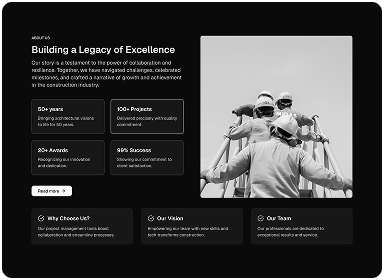 ABOUT US
Building a Legacy of Excellence
Our story is a testament to the power of collaboration and
resilience. Together, we have navigated challenges, celebrated
milestones, and crafted a narrative of growth and achievement
in the construction industry.
50+ years
Bringing architectural visions
to life for 50 years.
100+ Projects
Delivered precisely with quality
commitment.
20+ Awards
Recognizing our innovation
and dedication.
99% Success
Showing our commitment to
client satisfaction.
Read more →
Why Choose Us?
Our project management tools boost
collaboration and streamline processes.
Our Vision
Empowering our team with new skills and
tech transforms construction.
Our Team
Our professionals are dedicated to
exceptional results and service.